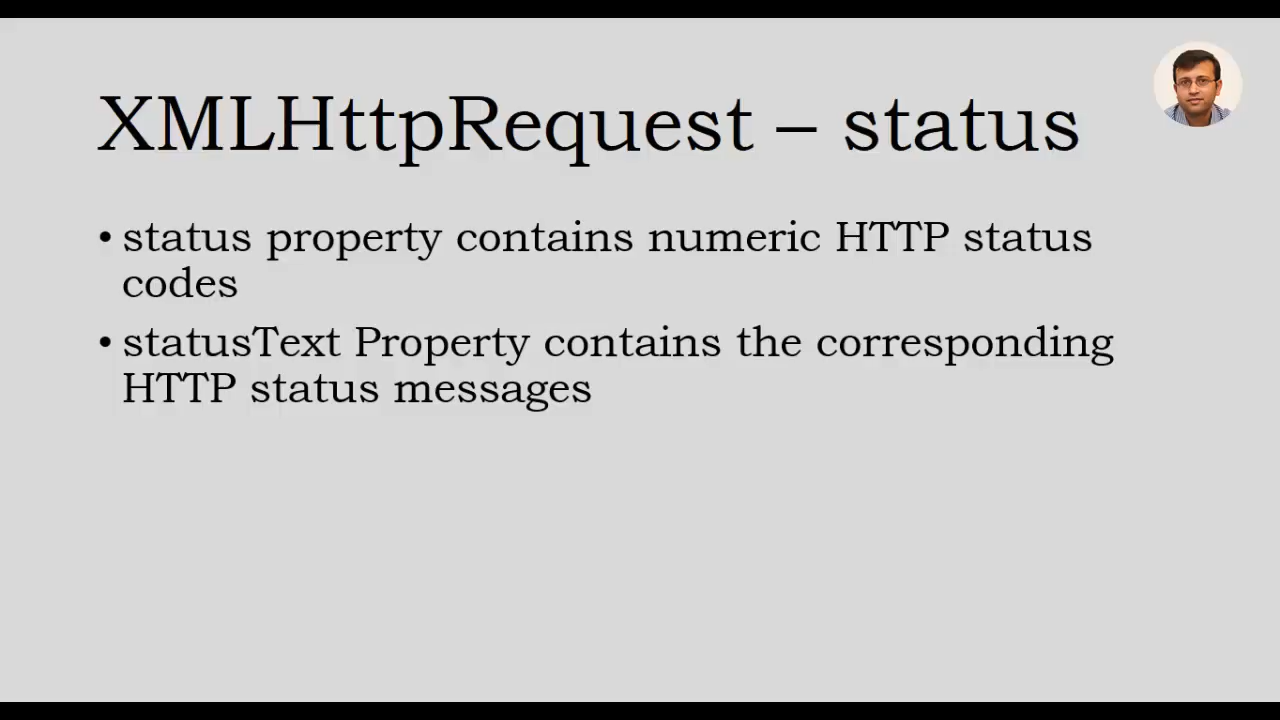 XMLHttpRequest – status
• status property contains numeric HTTP status
codes
• statusText Property contains the corresponding
HTTP status messages